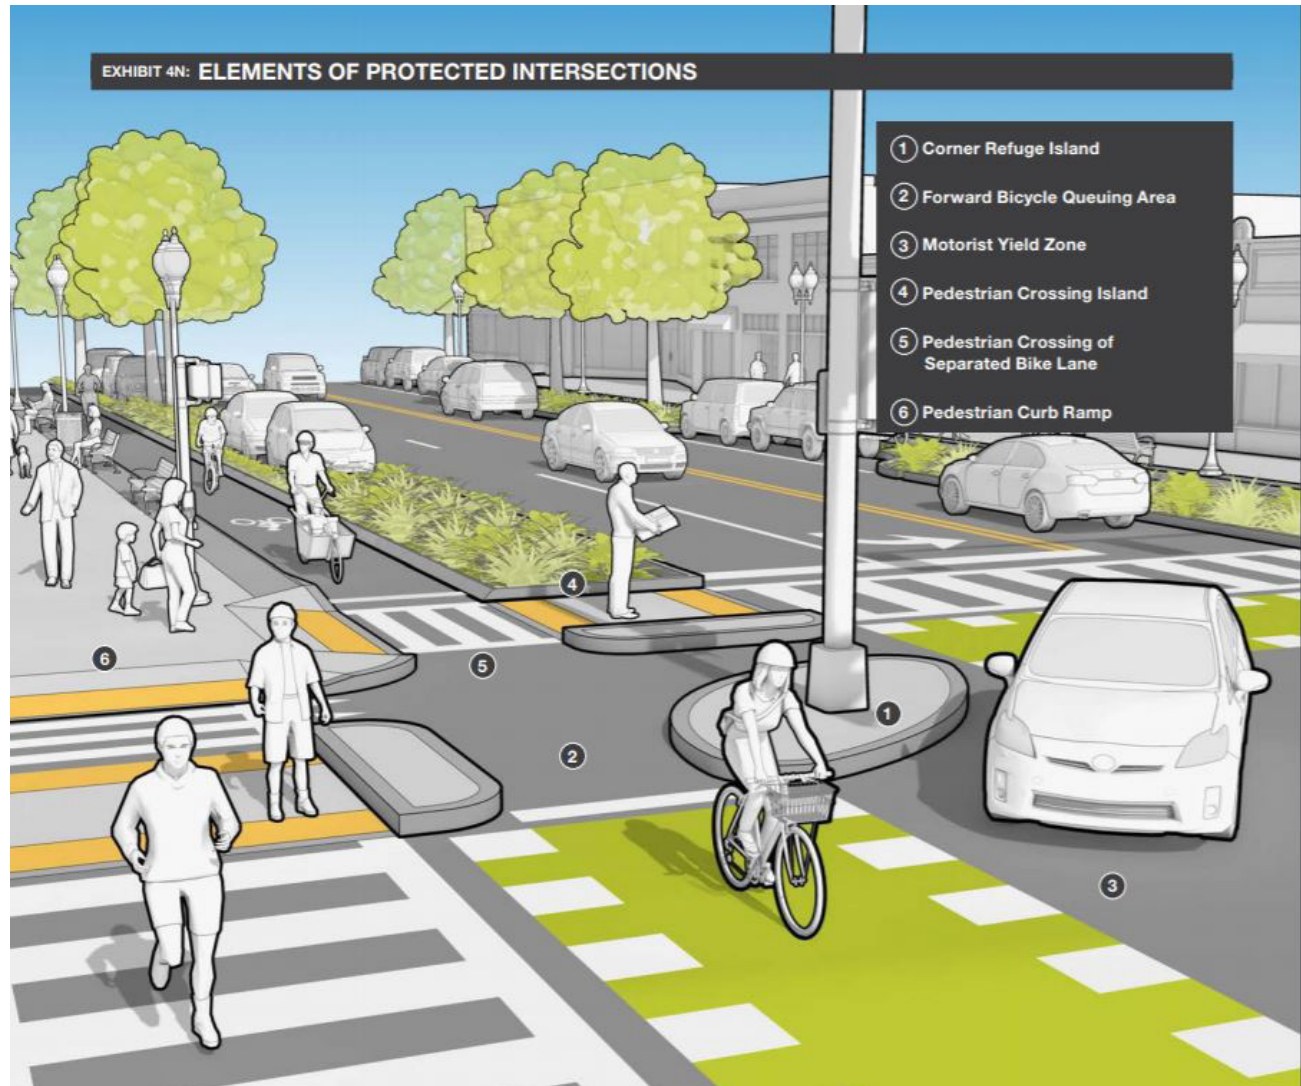 EXHIBIT 4N: ELEMENTS OF PROTECTED INTERSECTIONS
1 Corner Refuge Island
2 Forward Bicycle Queuing Area
3 Motorist Yield Zone
4 Pedestrian Crossing Island
5 Pedestrian Crossing of
Separated Bike Lane
6 Pedestrian Curb Ramp
4
6
5
1
2
3